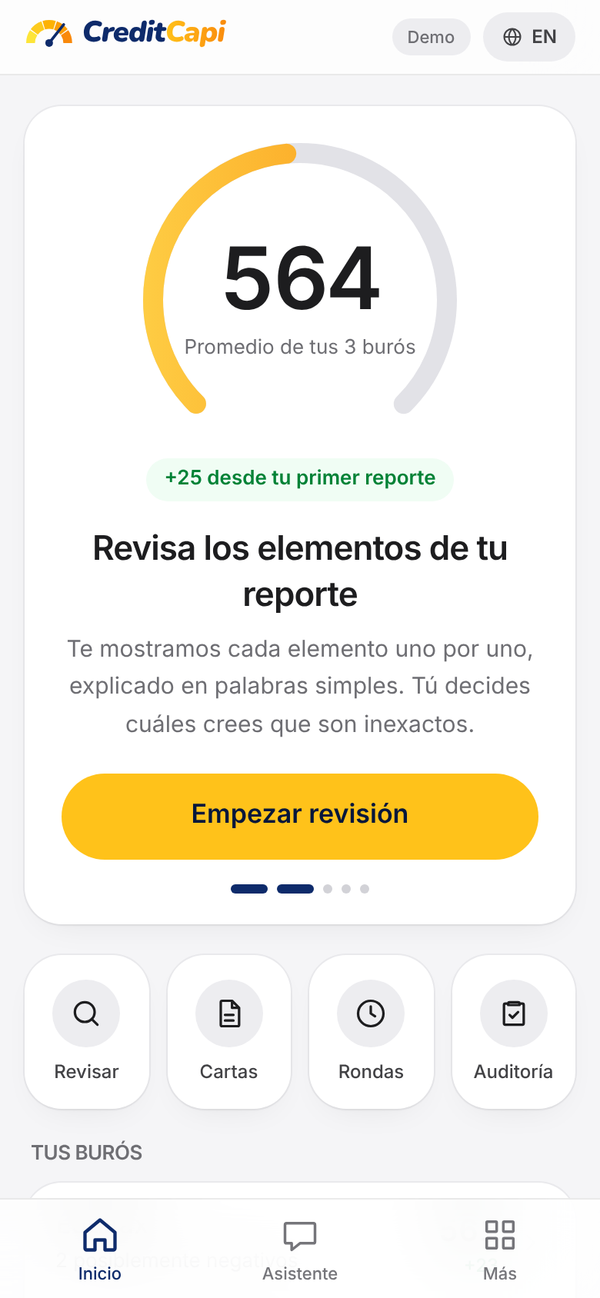 CreditCapi
Demo
EN
564
Promedio de tus 3 burós
+25 desde tu primer reporte
Revisa los elementos de tu
reporte
Te mostramos cada elemento uno por uno,
explicado en palabras simples. Tú decides
cuáles crees que son inexactos.
Empezar revisión
Revisar
Cartas
Rondas
Auditoría
TUS BURÓS
Inicio
Asistente
Más